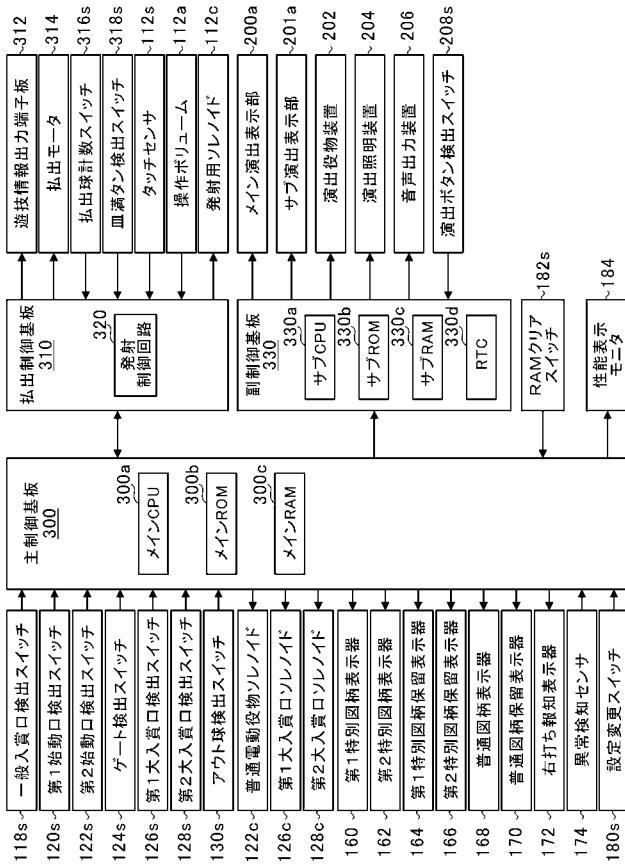 118s 一般入賞口検出スイッチ
120s 第1始動口検出スイッチ
122s 第2始動口検出スイッチ
124s ゲート検出スイッチ
126s 第1大入賞口検出スイッチ
128s 第2大入賞口検出スイッチ
130s アウト球検出スイッチ
122c 普通電動役物ソレノイド
126c 第1大入賞口ソレノイド
128c 第2大入賞口ソレノイド
160 第1特別図柄表示器
162 第2特別図柄表示器
164 第1特別図柄保留表示器
166 第2特別図柄保留表示器
168 普通図柄表示器
170 普通図柄保留表示器
172 右打ち報知表示器
174 異常検知センサ
180s 設定変更スイッチ
主制御基板
300
300a
メインCPU
300b
メインROM
300c
メインRAM
払出制御基板
310
320
発射
制御回路
副制御基板
330
330a
サブCPU
330b
サブROM
330c
サブRAM
330d
RTC
RAMクリア
スイッチ
182s
性能表示
モニタ
184
遊技情報出力端子板 312
払出モータ 314
払出球計数スイッチ 316s
皿満タン検出スイッチ 318s
タッチセンサ 112s
操作ボリューム 112a
発射用ソレノイド 112c
メイン演出表示部 200a
サブ演出表示部 201a
演出役物装置 202
演出照明装置 204
音声出力装置 206
演出ボタン検出スイッチ 208s